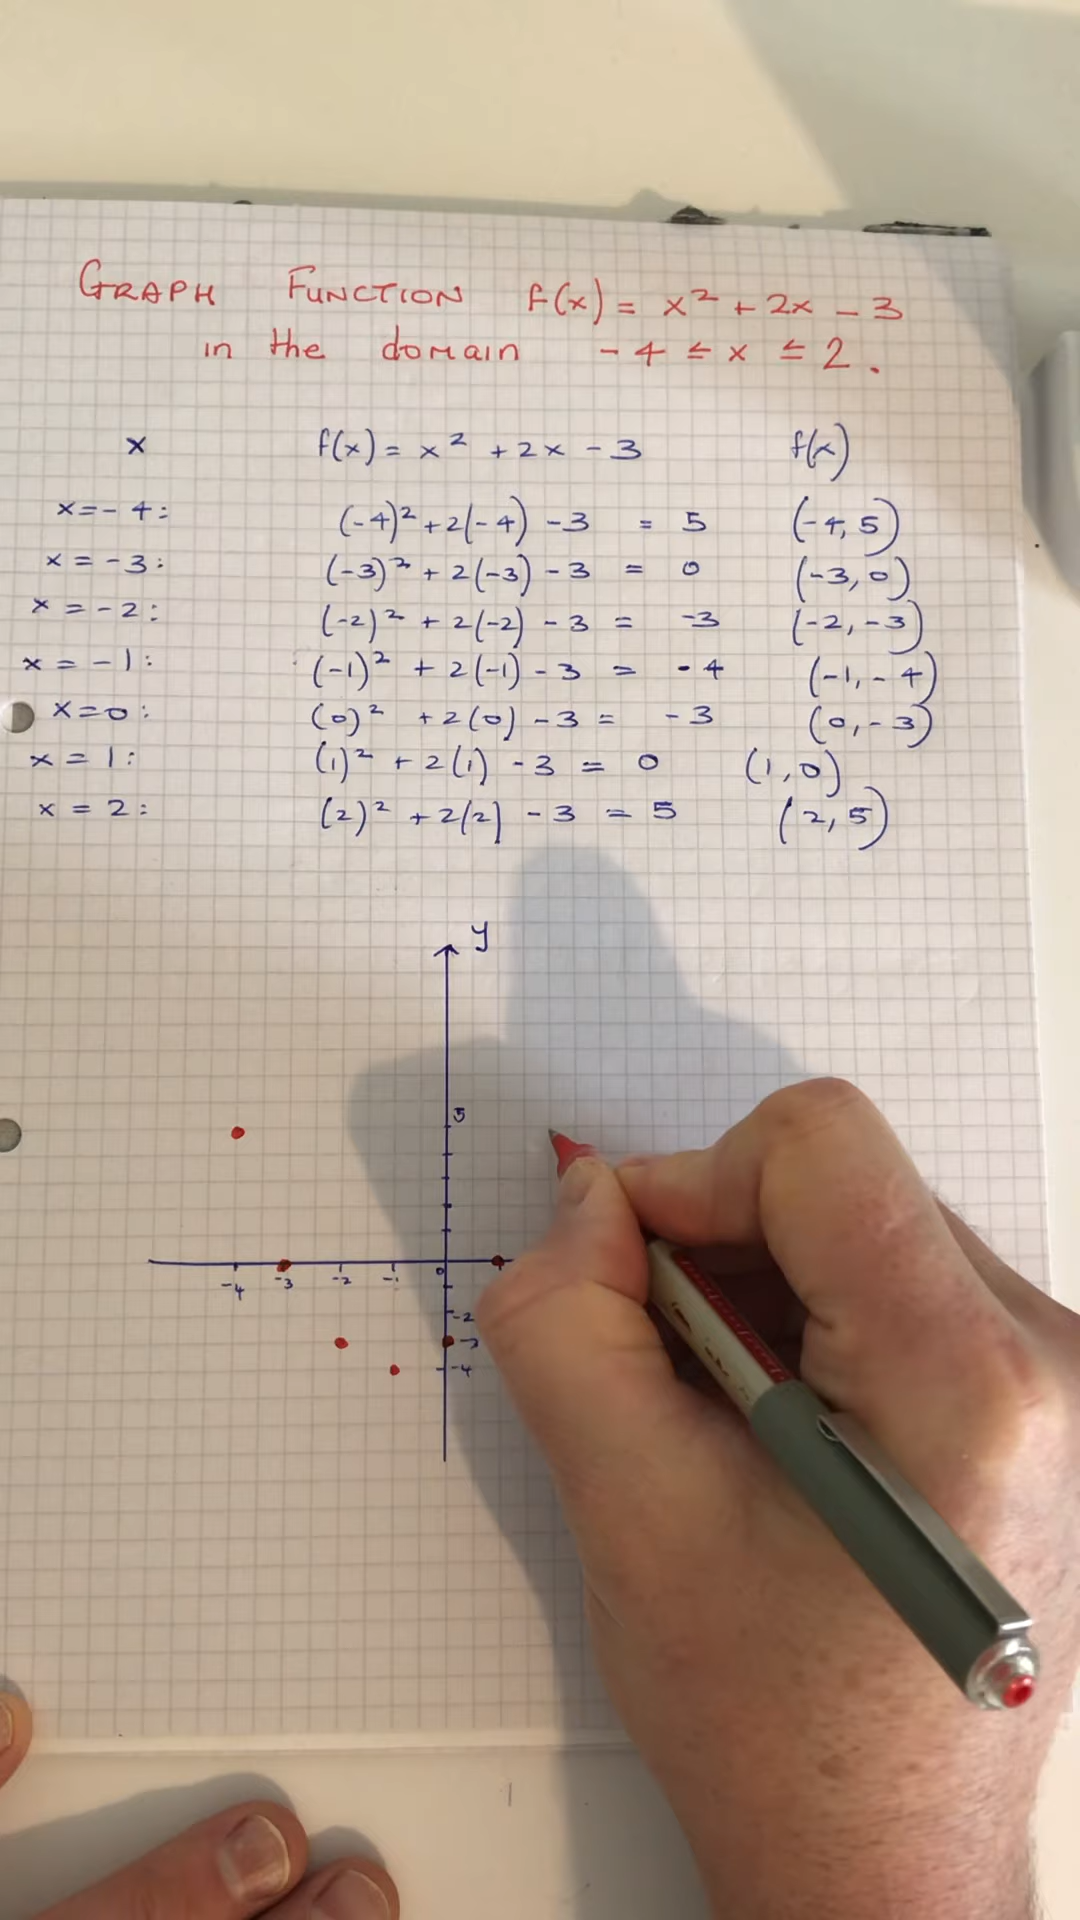 GRAPH FUNCTION f(x) = x² + 2x - 3
in the domain -4 ≤ x ≤ 2.
x f(x) = x² + 2x - 3 f(x)
x = -4: (-4)² + 2(-4) - 3 = 5 (-4, 5)
x = -3: (-3)² + 2(-3) - 3 = 0 (-3, 0)
x = -2: (-2)² + 2(-2) - 3 = -3 (-2, -3)
x = -1: (-1)² + 2(-1) - 3 = -4 (-1, -4)
x = 0: (0)² + 2(0) - 3 = -3 (0, -3)
x = 1: (1)² + 2(1) - 3 = 0 (1, 0)
x = 2: (2)² + 2(2) - 3 = 5 (2, 5)
y
5
-4 -3 -2 -1 0
-2
-3
-4